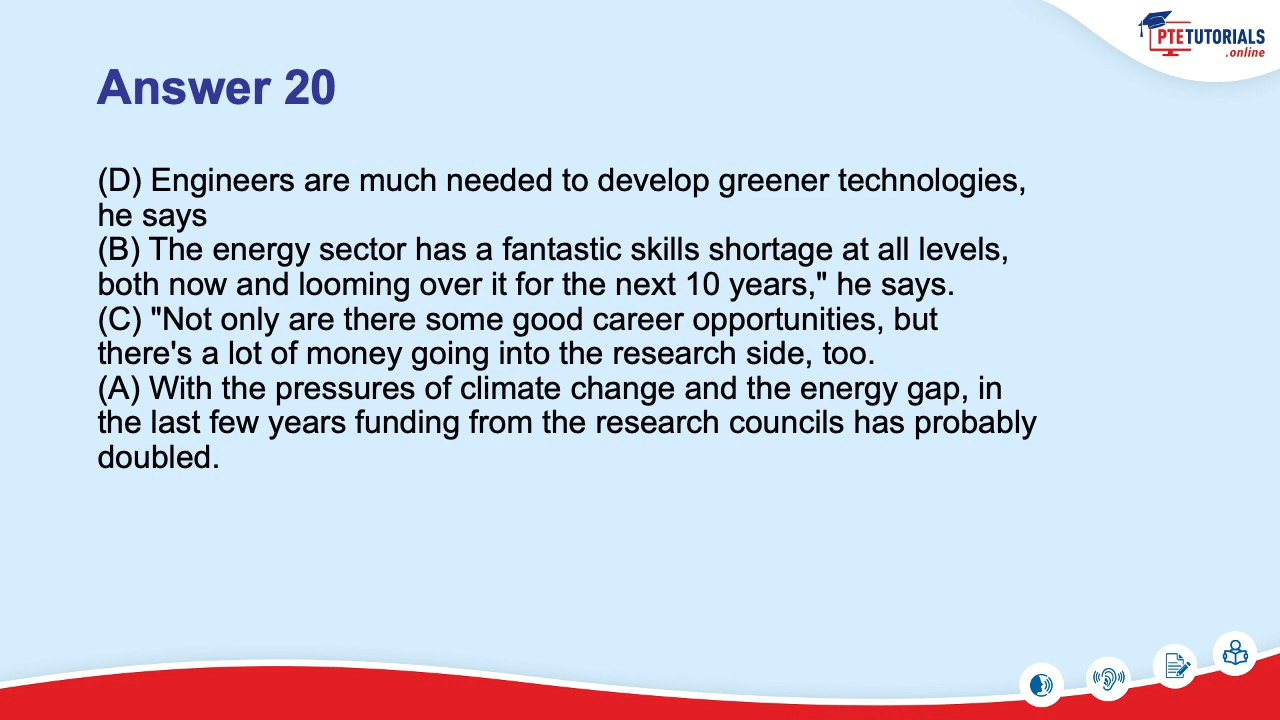 PTETUTORIALS
.online
Answer 20
(D) Engineers are much needed to develop greener technologies,
he says
(B) The energy sector has a fantastic skills shortage at all levels,
both now and looming over it for the next 10 years," he says.
(C) "Not only are there some good career opportunities, but
there's a lot of money going into the research side, too.
(A) With the pressures of climate change and the energy gap, in
the last few years funding from the research councils has probably
doubled.